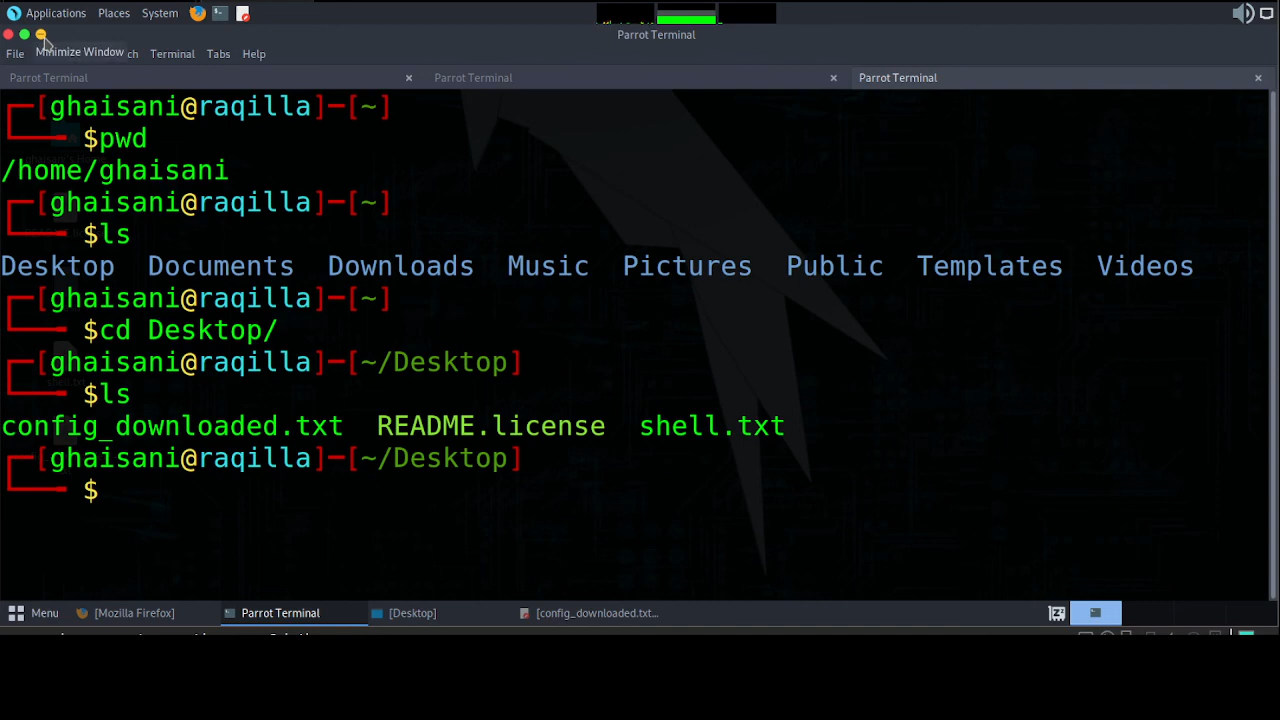 Applications Places System
Parrot Terminal
Minimize Window
File ch Terminal Tabs Help
Parrot Terminal × Parrot Terminal × Parrot Terminal ×
┌─[ghaisani@raqilla]─[~]
└──╼ $pwd
/home/ghaisani
┌─[ghaisani@raqilla]─[~]
└──╼ $ls
Desktop Documents Downloads Music Pictures Public Templates Videos
┌─[ghaisani@raqilla]─[~]
└──╼ $cd Desktop/
┌─[ghaisani@raqilla]─[~/Desktop]
└──╼ $ls
config_downloaded.txt README.license shell.txt
┌─[ghaisani@raqilla]─[~/Desktop]
└──╼ $
Menu [Mozilla Firefox] Parrot Terminal [Desktop] [config_downloaded.txt...